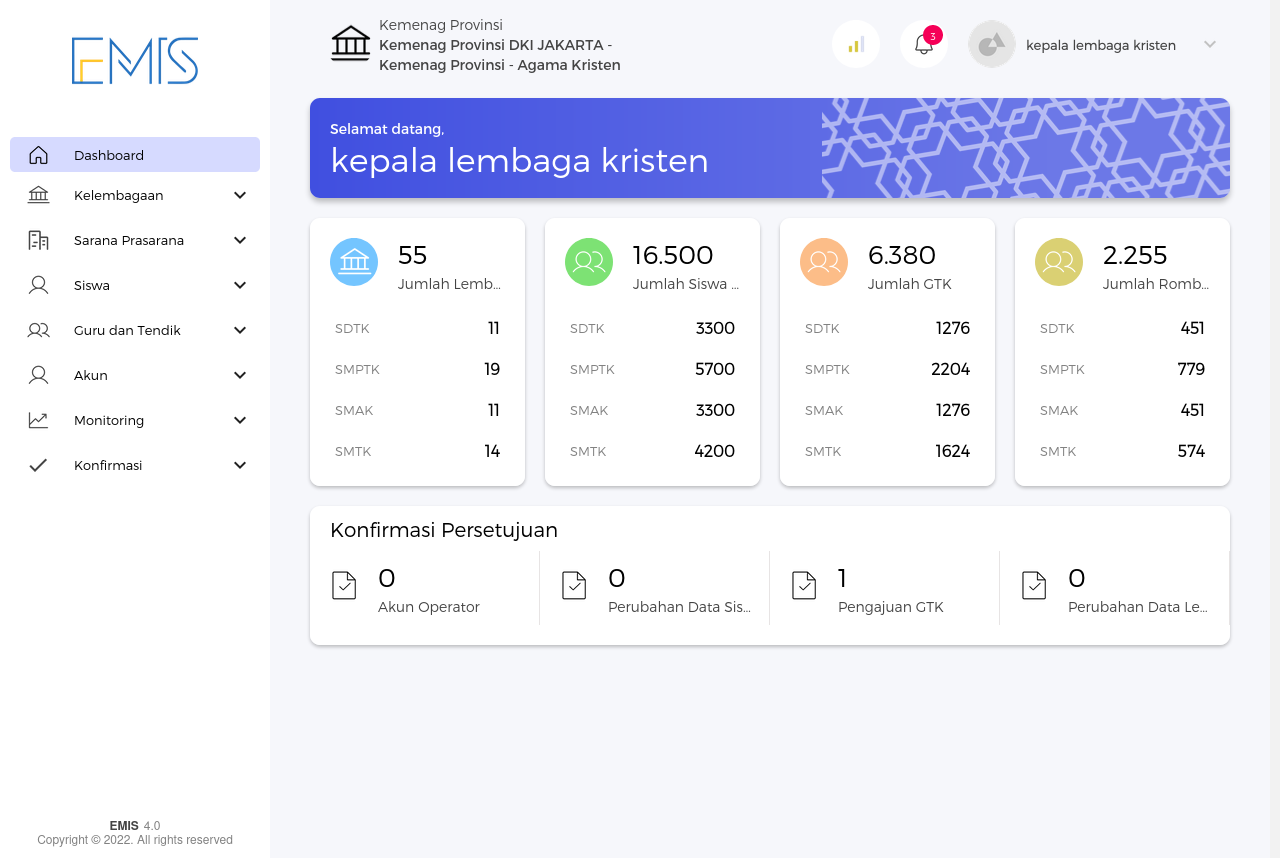 EMIS
Dashboard
Kelembagaan
Sarana Prasarana
Siswa
Guru dan Tendik
Akun
Monitoring
Konfirmasi
EMIS 4.0
Copyright © 2022. All rights reserved
Kemenag Provinsi
Kemenag Provinsi DKI JAKARTA -
Kemenag Provinsi - Agama Kristen
3
kepala lembaga kristen
Selamat datang,
kepala lembaga kristen
55
Jumlah Lemb...
SDTK 11
SMPTK 19
SMAK 11
SMTK 14
16.500
Jumlah Siswa ...
SDTK 3300
SMPTK 5700
SMAK 3300
SMTK 4200
6.380
Jumlah GTK
SDTK 1276
SMPTK 2204
SMAK 1276
SMTK 1624
2.255
Jumlah Romb...
SDTK 451
SMPTK 779
SMAK 451
SMTK 574
Konfirmasi Persetujuan
0
Akun Operator
0
Perubahan Data Sis...
1
Pengajuan GTK
0
Perubahan Data Le...